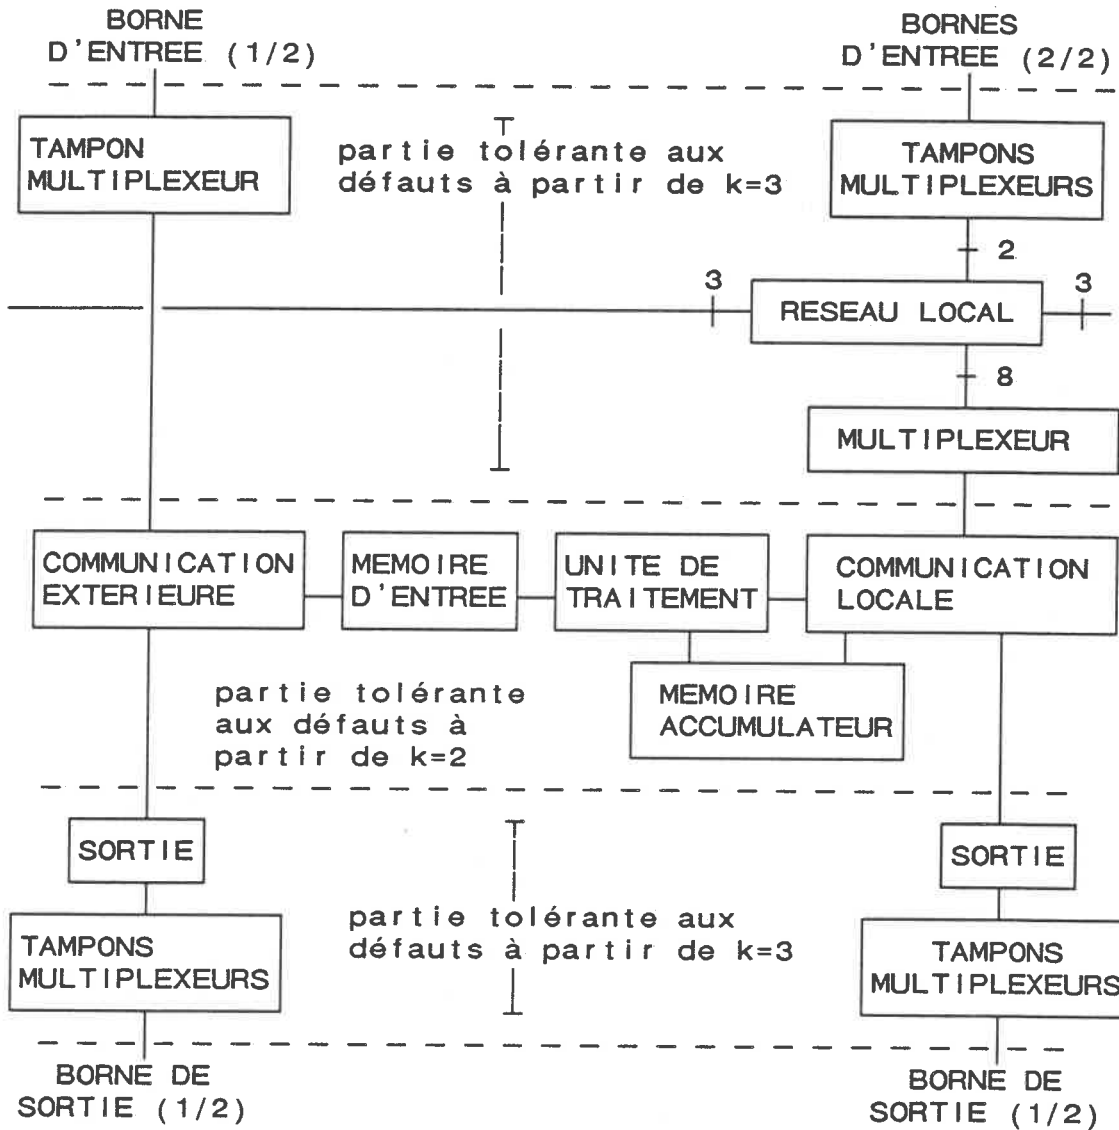 BORNE
D'ENTREE (1/2)
BORNES
D'ENTREE (2/2)
TAMPON
MULTIPLEXEUR
partie tolérante aux
défauts à partir de k=3
TAMPONS
MULTIPLEXEURS
2
3
RESEAU LOCAL
3
8
MULTIPLEXEUR
COMMUNICATION
EXTERIEURE
MEMOIRE
D'ENTREE
UNITE DE
TRAITEMENT
COMMUNICATION
LOCALE
partie tolérante
aux défauts à
partir de k=2
MEMOIRE
ACCUMULATEUR
SORTIE
SORTIE
partie tolérante aux
défauts à partir de k=3
TAMPONS
MULTIPLEXEURS
TAMPONS
MULTIPLEXEURS
BORNE DE
SORTIE (1/2)
BORNE DE
SORTIE (1/2)